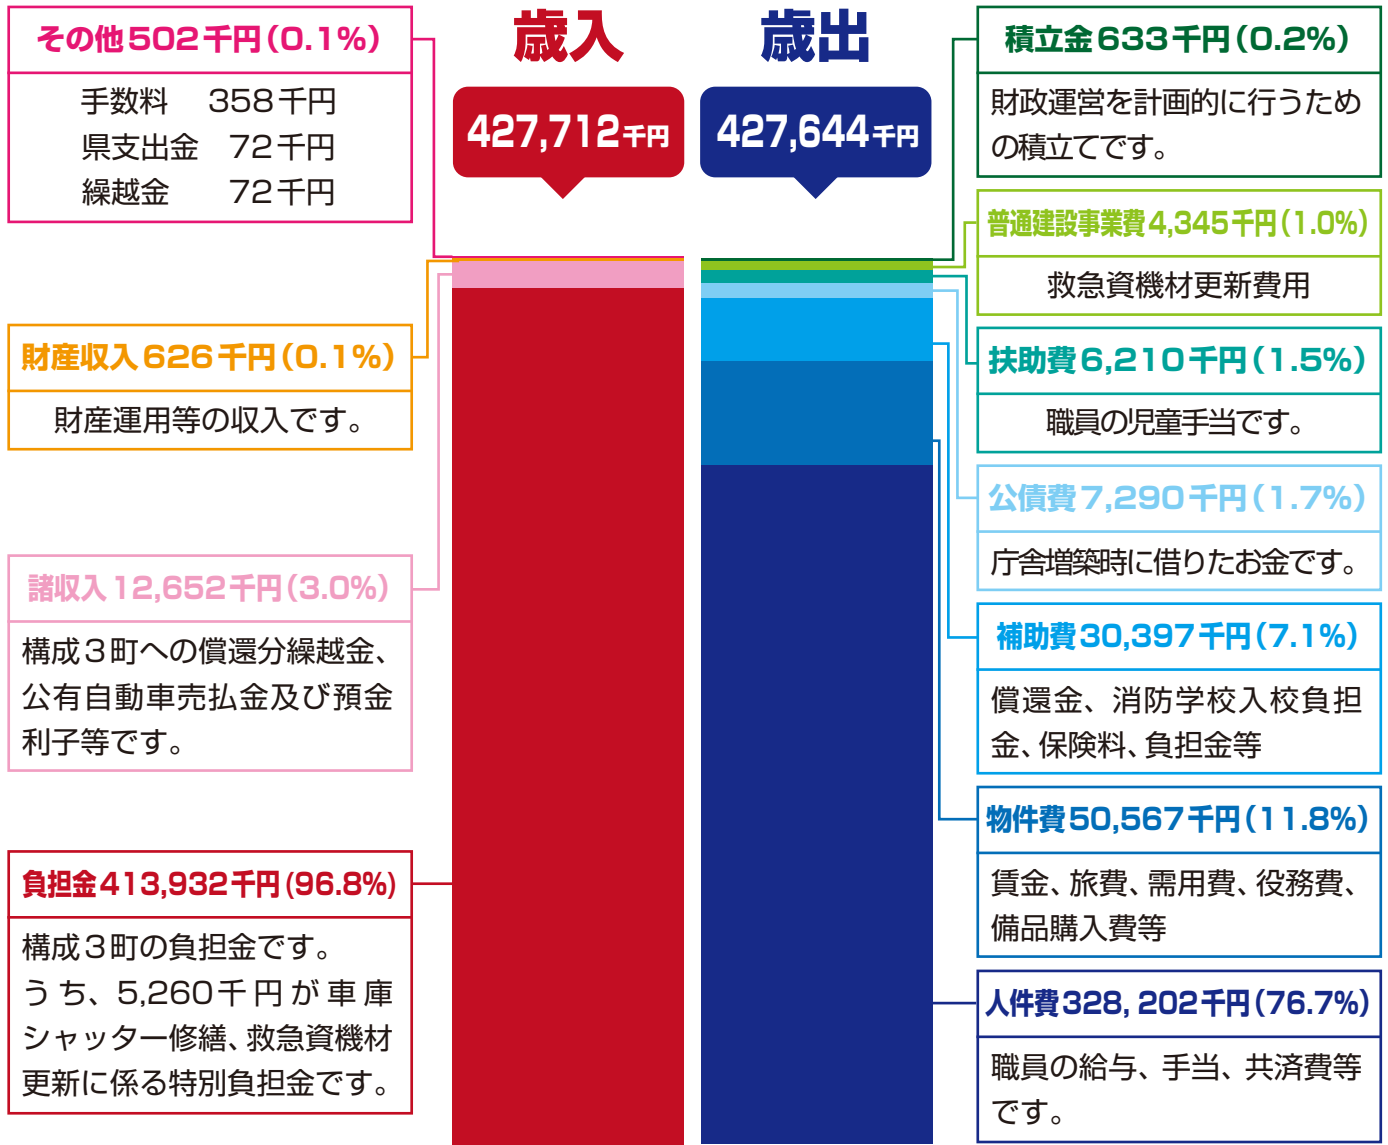 歳入
427,712千円
その他502千円(0.1%)
手数料 358千円
県支出金 72千円
繰越金 72千円
財産収入626千円(0.1%)
財産運用等の収入です。
諸収入12,652千円(3.0%)
構成3町への償還分繰越金、
公有自動車売払金及び預金
利子等です。
負担金413,932千円(96.8%)
構成3町の負担金です。
うち、5,260千円が車庫
シャッター修繕、救急資機材
更新に係る特別負担金です。
歳出
427,644千円
積立金633千円(0.2%)
財政運営を計画的に行うため
の積立てです。
普通建設事業費4,345千円(1.0%)
救急資機材更新費用
扶助費6,210千円(1.5%)
職員の児童手当です。
公債費7,290千円(1.7%)
庁舎増築時に借りたお金です。
補助費30,397千円(7.1%)
償還金、消防学校入校負担
金、保険料、負担金等
物件費50,567千円(11.8%)
賃金、旅費、需用費、役務費、
備品購入費等
人件費328, 202千円(76.7%)
職員の給与、手当、共済費等
です。